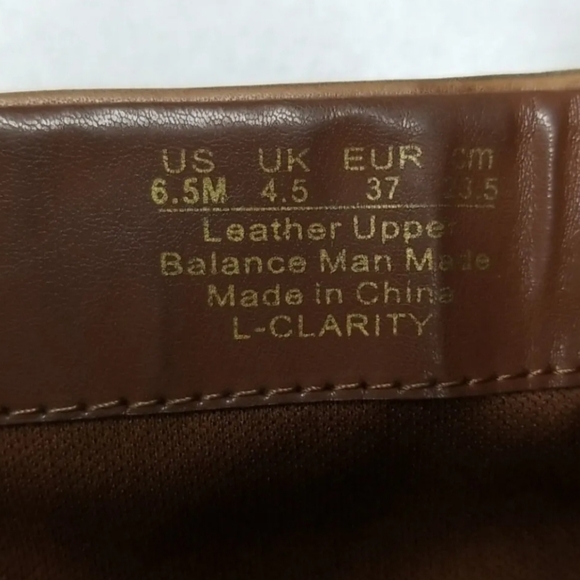 US UK EUR cm
6.5M 4.5 37 23.5
Leather Upper
Balance Man Made
Made in China
L-CLARITY